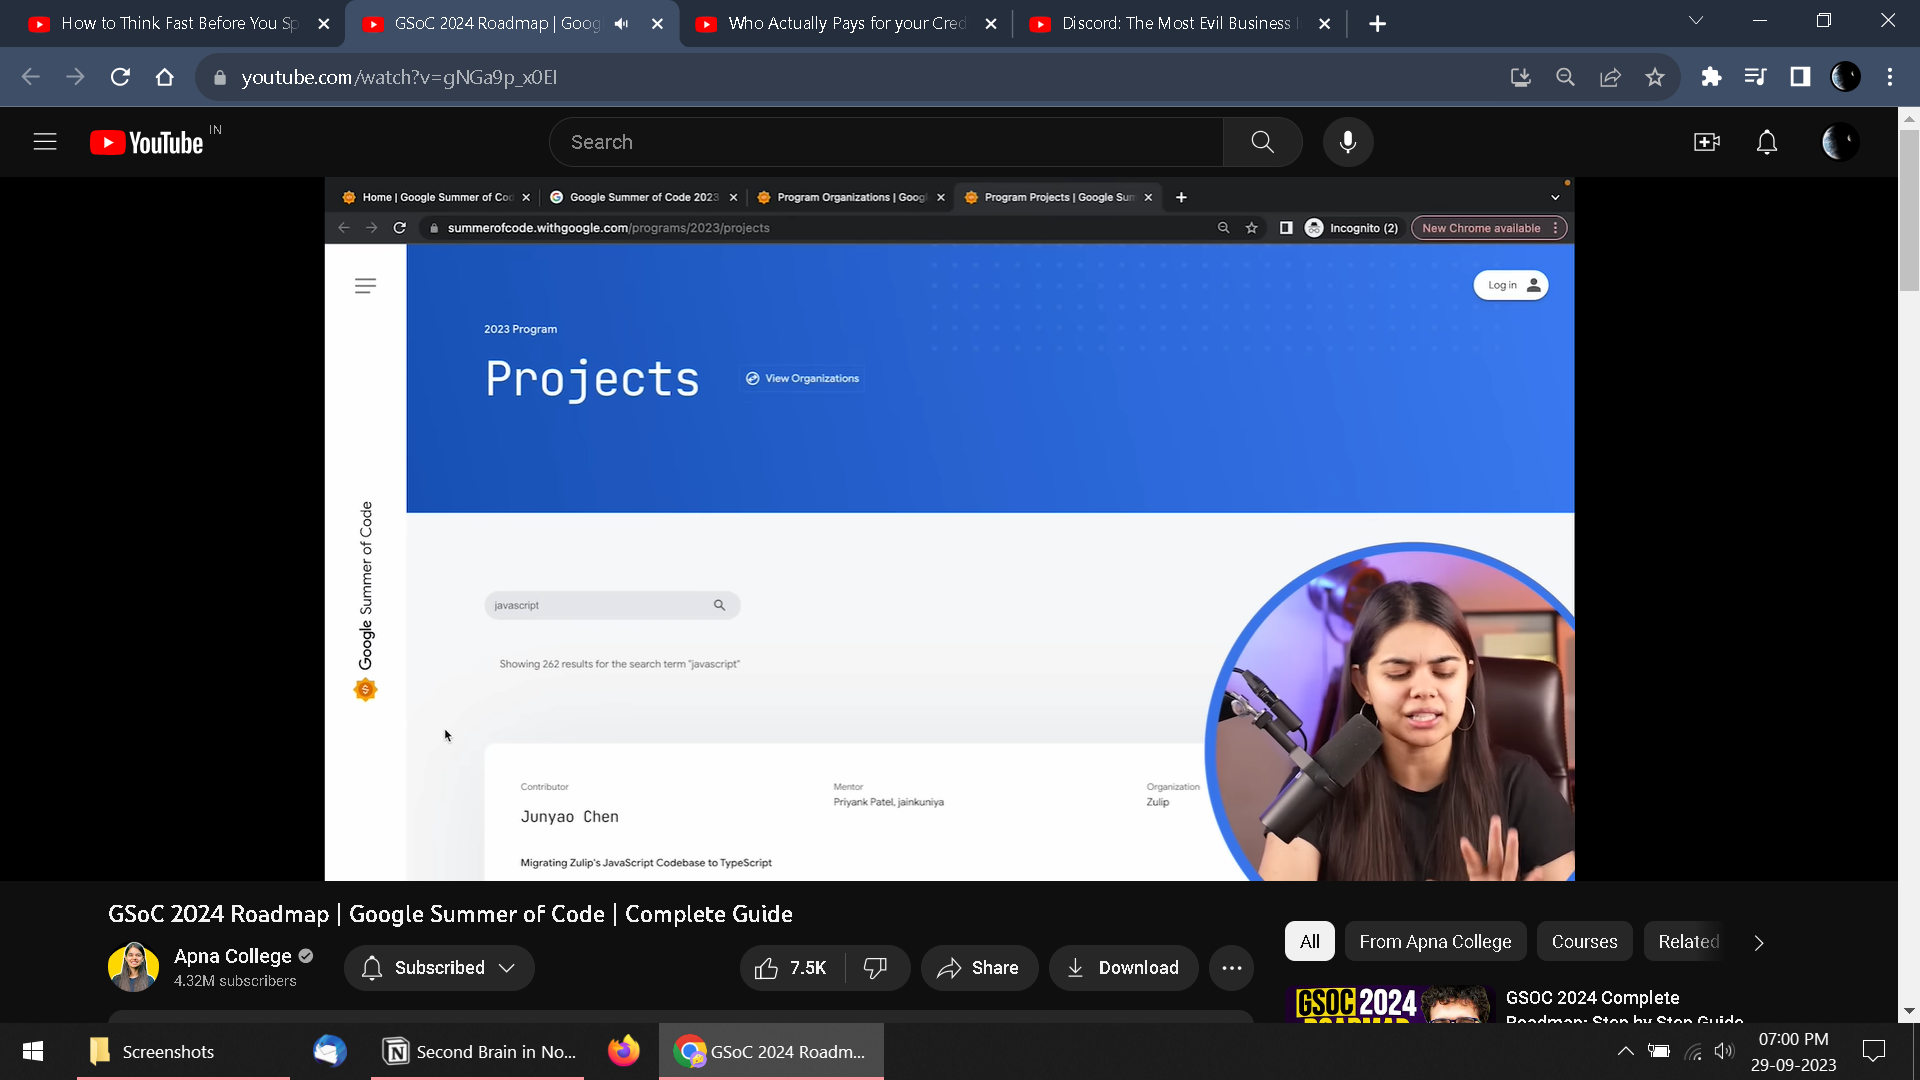 How to Think Fast Before You Sp
GSoC 2024 Roadmap | Goog
Who Actually Pays for your Cred
Discord: The Most Evil Business
youtube.com/watch?v=gNGa9p_x0EI
YouTube IN
Search
Home | Google Summer of Co
Google Summer of Code 2023
Program Organizations | Goog
Program Projects | Google Su
summerofcode.withgoogle.com/programs/2023/projects
Incognito (2)
New Chrome available
Log in
2023 Program
Projects
View Organizations
Google Summer of Code
javascript
Showing 262 results for the search term "javascript"
Contributor
Junyao Chen
Mentor
Priyank Patel, jainkuniya
Organization
Zulip
Migrating Zulip's JavaScript Codebase to TypeScript
GSoC 2024 Roadmap | Google Summer of Code | Complete Guide
Apna College
4.32M subscribers
Subscribed
7.5K
Share
Download
All
From Apna College
Courses
Related
GSOC 2024
ROADMAP
GSOC 2024 Complete
Roadmap: Step by Step Guide
Screenshots
Second Brain in No...
GSoC 2024 Roadm...
07:00 PM
29-09-2023